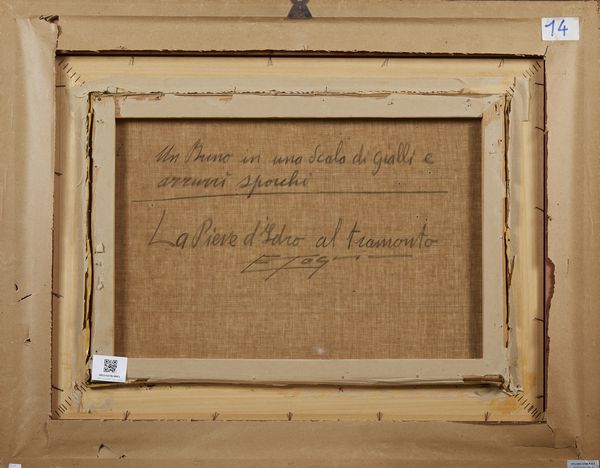 14
Un Bruno in una Scala di gialli e
azzurri sporchi
La Pieve d'Idro al tramonto